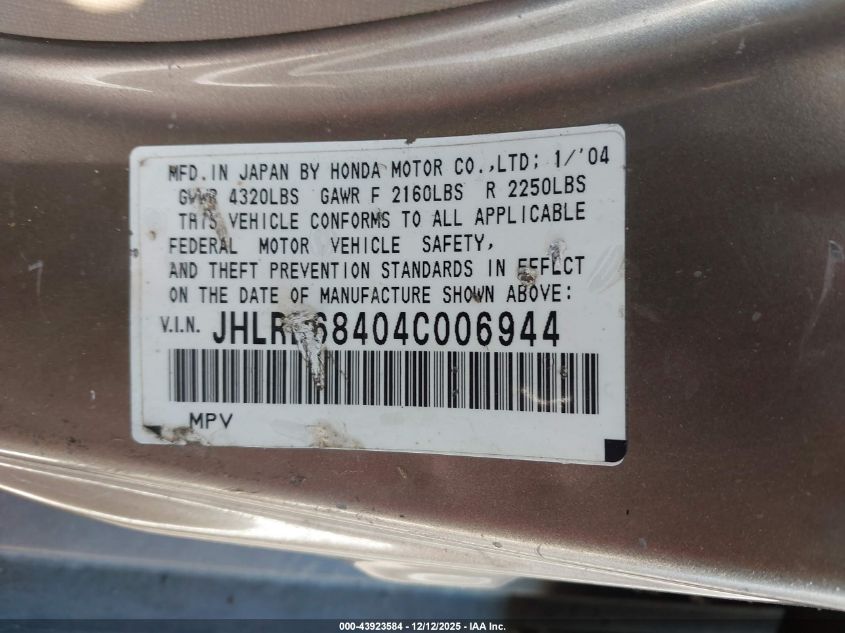 MFD. IN JAPAN BY HONDA MOTOR CO.,LTD; 1/'04
GVWR 4320LBS GAWR F 2160LBS R 2250LBS
THIS VEHICLE CONFORMS TO ALL APPLICABLE
FEDERAL MOTOR VEHICLE SAFETY,
AND THEFT PREVENTION STANDARDS IN EFFECT
ON THE DATE OF MANUFACTURE SHOWN ABOVE:
V.I.N. JHLRD68404C006944
MPV
000-43923584 / 12/12/2025 - IAA Inc.